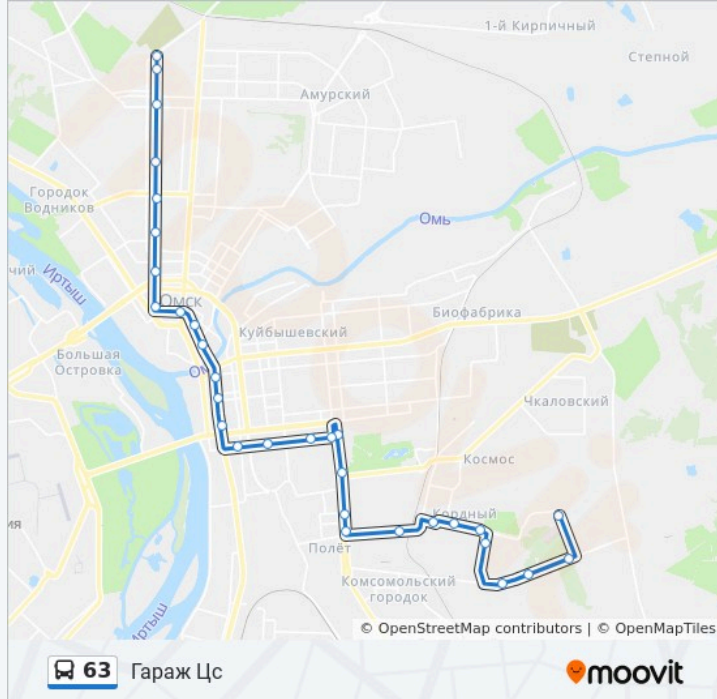 1-й Кирпичный
Степной
Амурский
Городок
Водников
Омь
чий
Иртыш
Омск
Биофабрика
Куйбышевский
Большая
Островка
Ом
Чкаловский
Космос
Кордный
ия
Полёт
Комсомольский
городок
Иртыш
© OpenStreetMap contributors | © OpenMapTiles
63 Гараж Цс
moovit